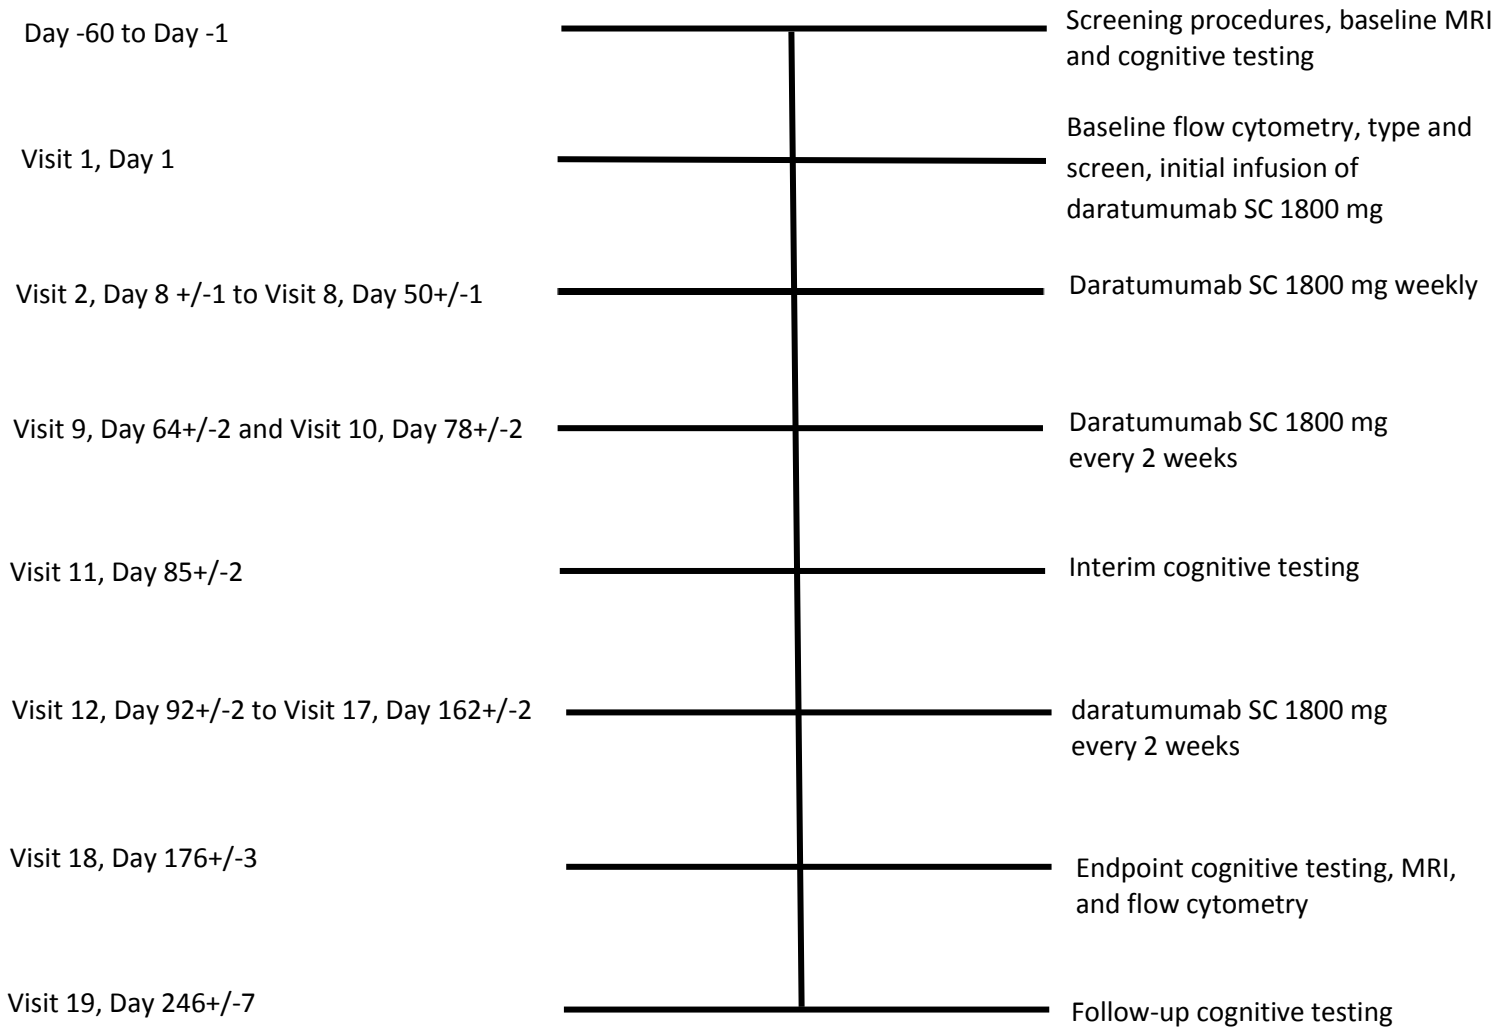 Day -60 to Day -1
Screening procedures, baseline MRI
and cognitive testing
Visit 1, Day 1
Baseline flow cytometry, type and
screen, initial infusion of
daratumumab SC 1800 mg
Visit 2, Day 8 +/-1 to Visit 8, Day 50+/-1
Daratumumab SC 1800 mg weekly
Visit 9, Day 64+/-2 and Visit 10, Day 78+/-2
Daratumumab SC 1800 mg
every 2 weeks
Visit 11, Day 85+/-2
Interim cognitive testing
Visit 12, Day 92+/-2 to Visit 17, Day 162+/-2
daratumumab SC 1800 mg
every 2 weeks
Visit 18, Day 176+/-3
Endpoint cognitive testing, MRI,
and flow cytometry
Visit 19, Day 246+/-7
Follow-up cognitive testing